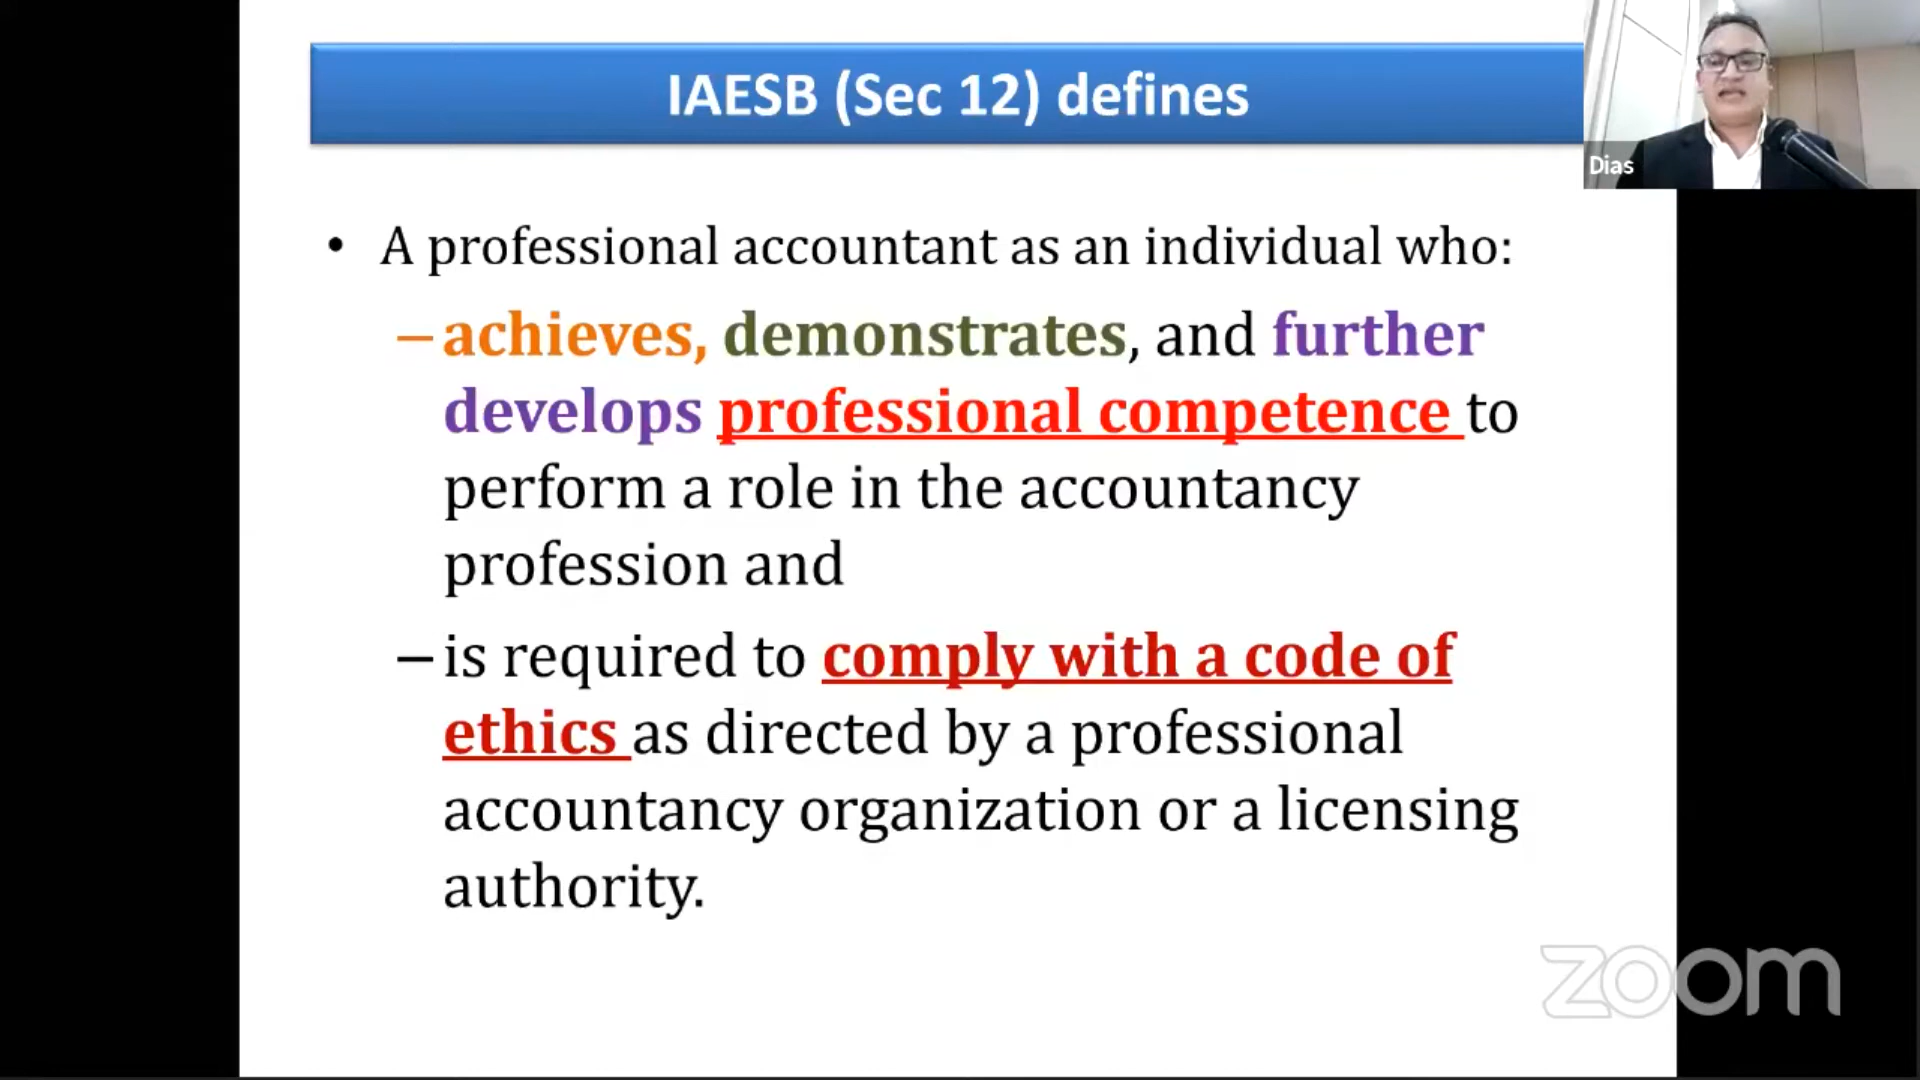 IAESB (Sec 12) defines
Dias
• A professional accountant as an individual who:
– achieves, demonstrates, and further
develops professional competence to
perform a role in the accountancy
profession and
– is required to comply with a code of
ethics as directed by a professional
accountancy organization or a licensing
authority.
zoom